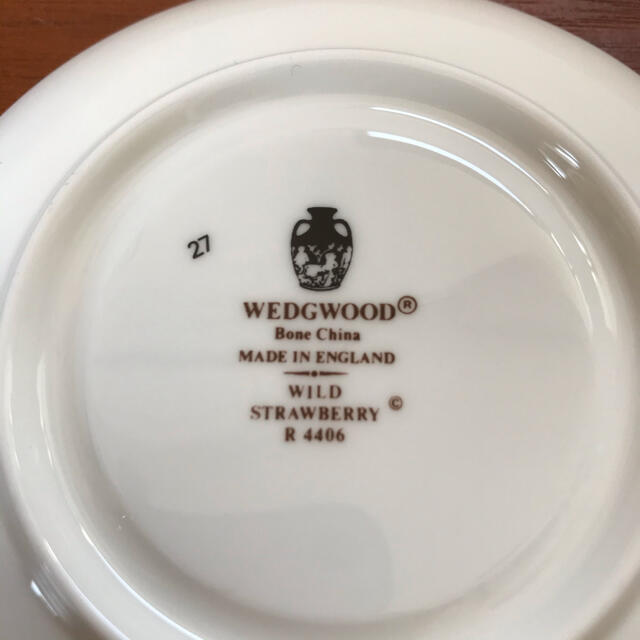 27
WEDGWOOD®
Bone China
MADE IN ENGLAND
WILD
STRAWBERRY ©
R 4406